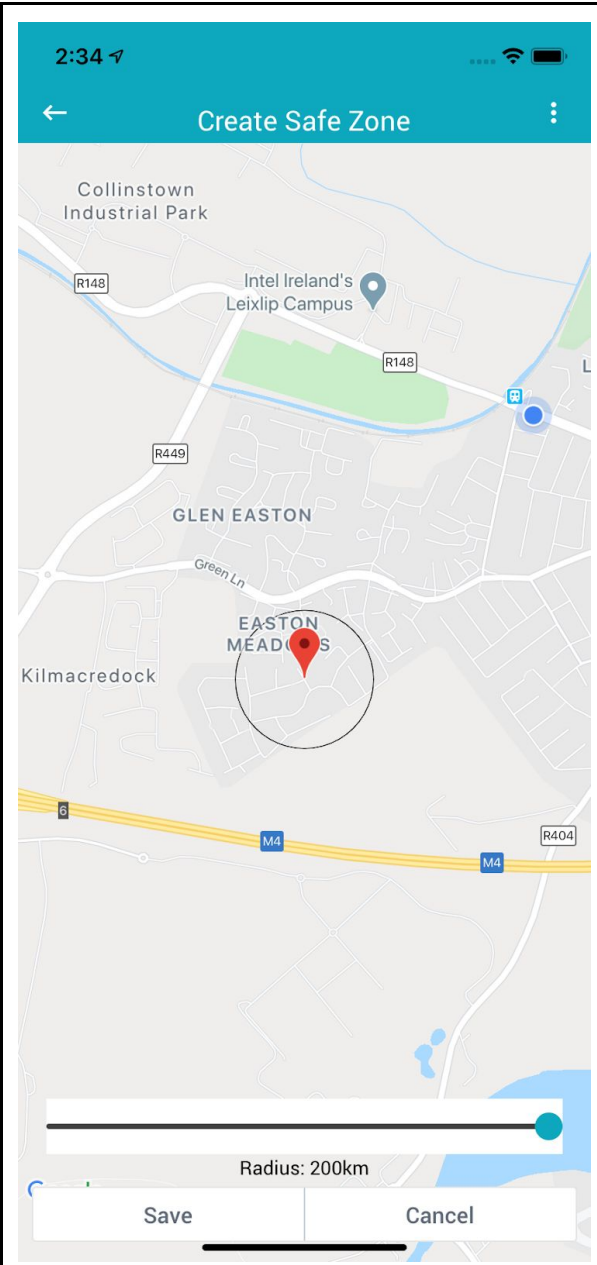 2:34
Create Safe Zone
Collinstown
Industrial Park
R148
Intel Ireland's
Leixlip Campus
R148
L
R449
GLEN EASTON
Green Ln
EASTON
Kilmacredock
6
M4
R404
M4
Radius: 200km
Save
Cancel